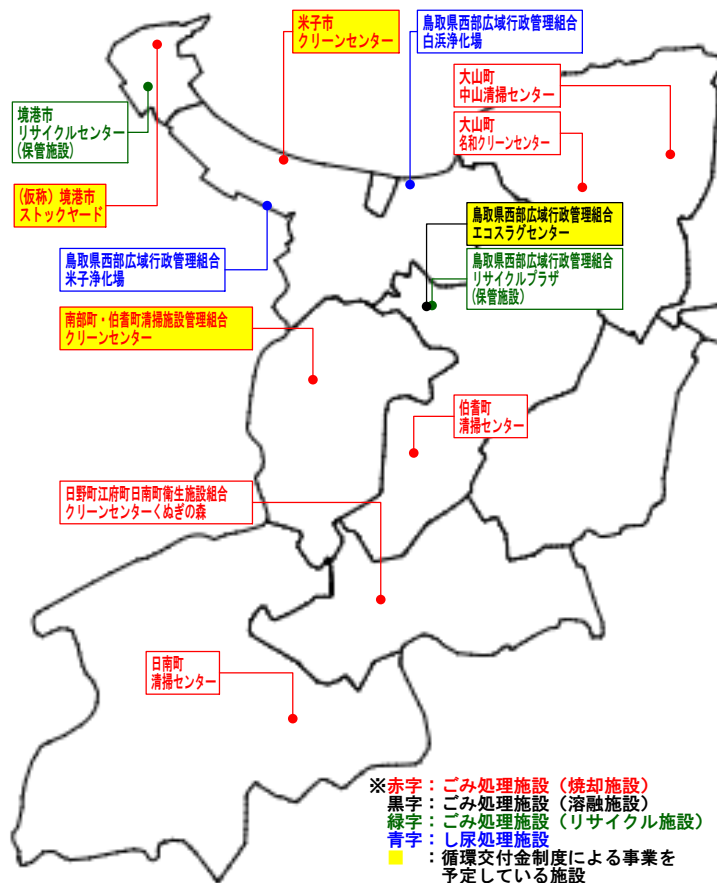 米子市
クリーンセンター
鳥取県西部広域行政管理組合
白浜浄化場
大山町
中山清掃センター
境港市
リサイクルセンター
(保管施設)
大山町
名和クリーンセンター
(仮称) 境港市
ストックヤード
鳥取県西部広域行政管理組合
エコスラグセンター
鳥取県西部広域行政管理組合
米子浄化場
鳥取県西部広域行政管理組合
リサイクルプラザ
(保管施設)
南部町・伯耆町清掃施設管理組合
クリーンセンター
伯耆町
清掃センター
日野町江府町日南町衛生施設組合
クリーンセンターくぬぎの森
日南町
清掃センター
※赤字：ごみ処理施設（焼却施設）
黒字：ごみ処理施設（溶融施設）
緑字：ごみ処理施設（リサイクル施設）
青字：し尿処理施設
：循環交付金制度による事業を
予定している施設